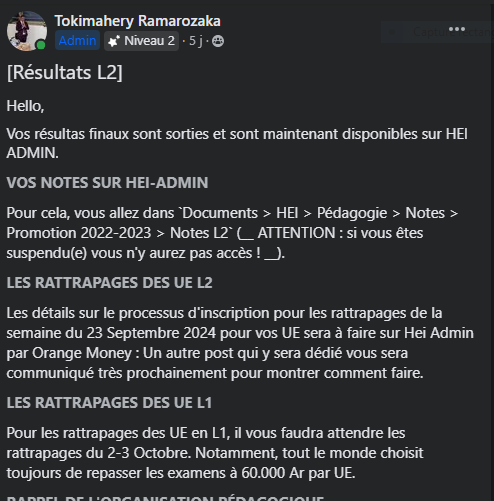 Tokimahery Ramarozaka
Admin Niveau 2 · 5 j ·
[Résultats L2]
Hello,
Vos résultas finaux sont sorties et sont maintenant disponibles sur HEI
ADMIN.
VOS NOTES SUR HEI-ADMIN
Pour cela, vous allez dans `Documents > HEI > Pédagogie > Notes >
Promotion 2022-2023 > Notes L2` (__ ATTENTION : si vous êtes
suspendu(e) vous n'y aurez pas accès ! __).
LES RATTRAPAGES DES UE L2
Les détails sur le processus d'inscription pour les rattrapages de la
semaine du 23 Septembre 2024 pour vos UE sera à faire sur Hei Admin
par Orange Money : Un autre post qui y sera dédié vous sera
communiqué très prochainement pour montrer comment faire.
LES RATTRAPAGES DES UE L1
Pour les rattrapages des UE en L1, il vous faudra attendre les
rattrapages du 2-3 Octobre. Notamment, tout le monde choisit
toujours de repasser les examens à 60.000 Ar par UE.
RAPPEL DE L'ORGANISATION PÉDAGOGIQUE